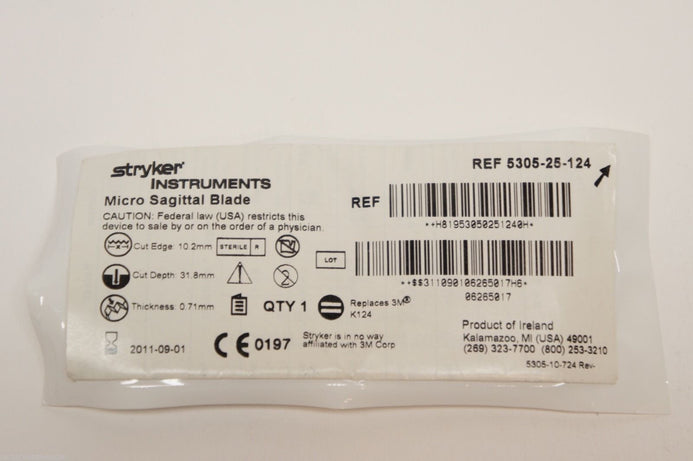 stryker®
INSTRUMENTS
Micro Sagittal Blade
CAUTION: Federal law (USA) restricts this
device to sale by or on the order of a physician.
Cut Edge: 10.2mm STERILE R
Cut Depth: 31.8mm
Thickness: 0.71mm QTY 1
2011-09-01 CE 0197
Replaces 3M®
K124
Stryker is in no way
affiliated with 3M Corp
REF 5305-25-124
REF
*+H81953050251240H*
LOT
*+$$311090106265017H6*
06265017
Product of Ireland
Kalamazoo, MI (USA) 49001
(269) 323-7700 (800) 253-3210
5305-10-724 Rev-